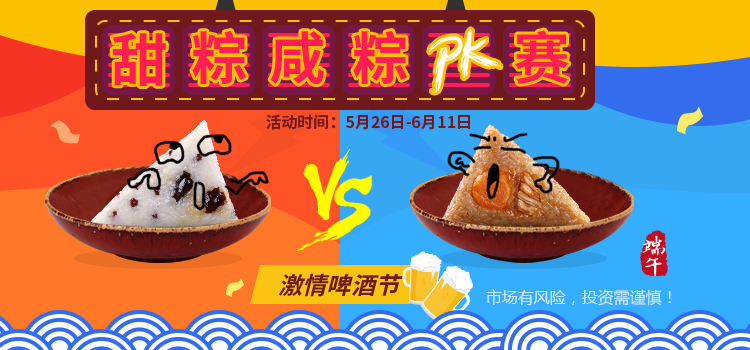 甜粽咸粽PK赛
活动时间：5月26日-6月11日
VS
端午
激情啤酒节
市场有风险，投资需谨慎！